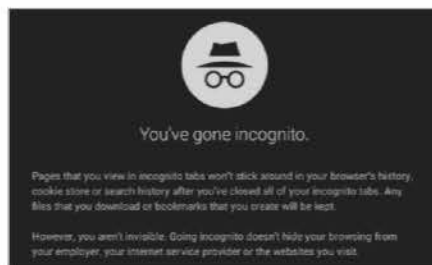 You've gone incognito.
Pages that you view in incognito tabs won't stick around in your browser's history,
cookie store or search history after you've closed all of your incognito tabs. Any
files that you download or bookmarks that you create will be kept.
However, you aren't invisible. Going incognito doesn't hide your browsing from
your employer, your internet service provider or the websites you visit.